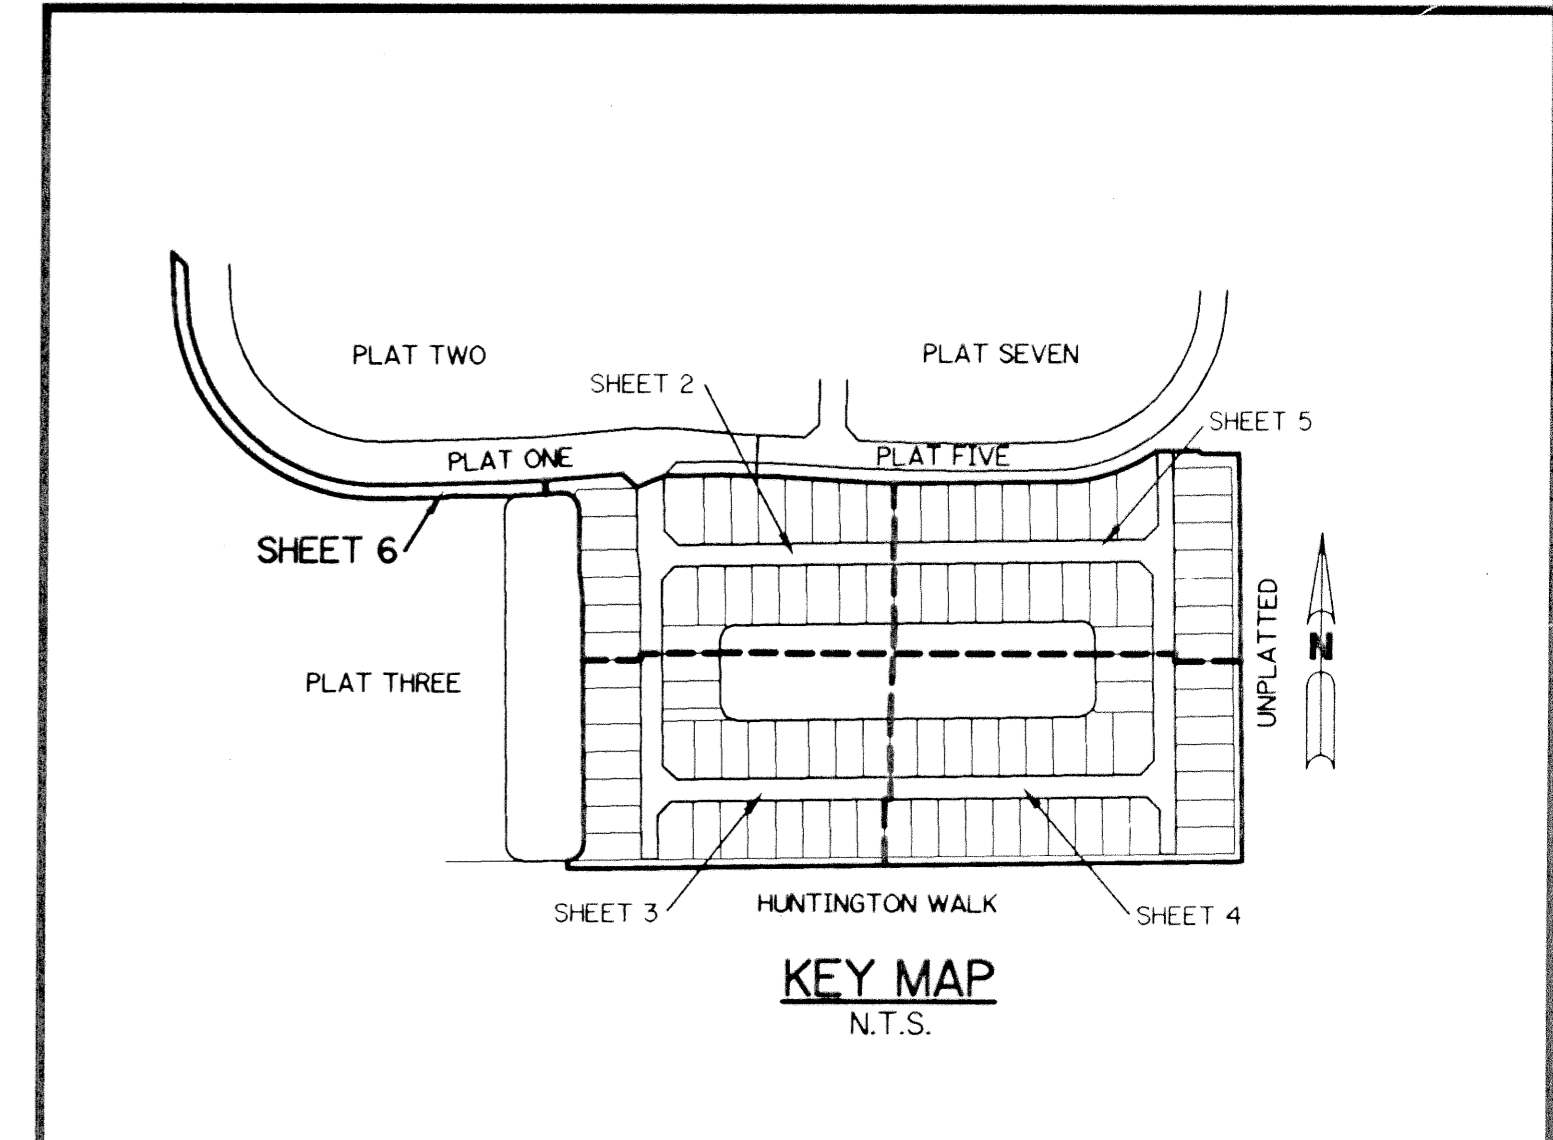 PLAT TWO
PLAT SEVEN
SHEET 2
SHEET 5
PLAT ONE
PLAT FIVE
SHEET 6
UNPLATTED
N
PLAT THREE
SHEET 3
HUNTINGTON WALK
SHEET 4
KEY MAP
N.T.S.